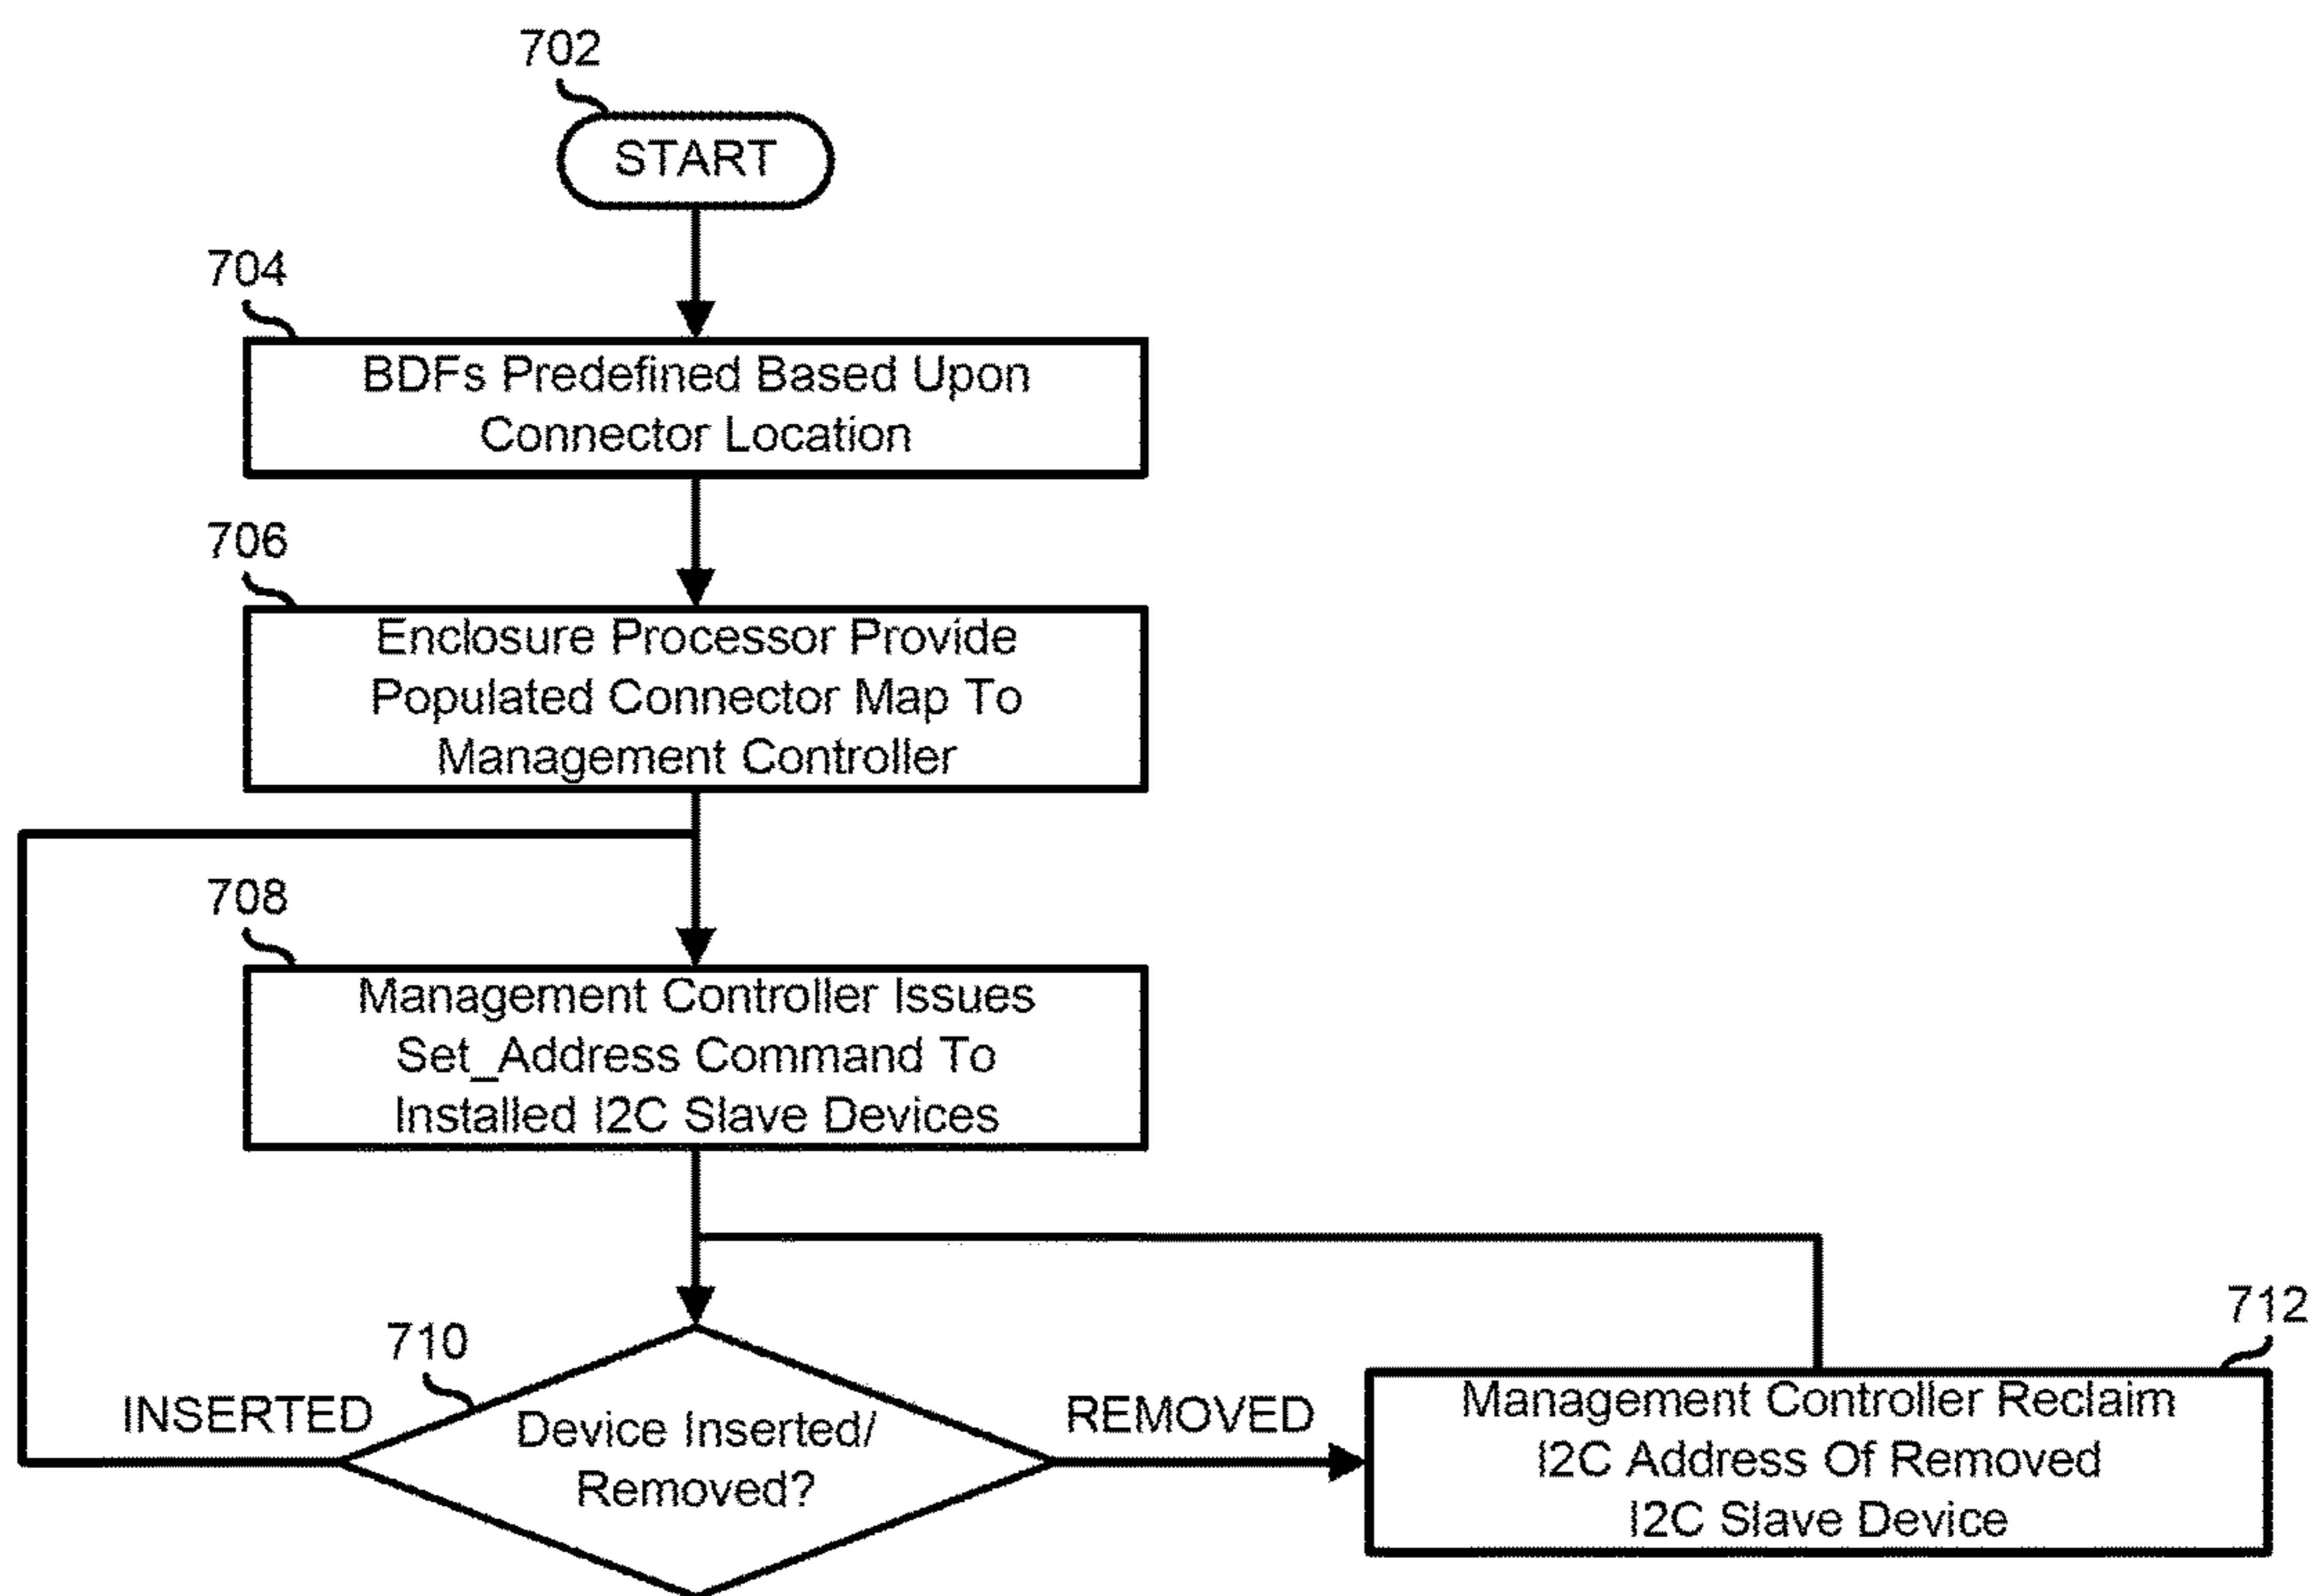 702
START
704
BDFs Predefined Based Upon
Connector Location
706
Enclosure Processor Provide
Populated Connector Map To
Management Controller
708
Management Controller Issues
Set_Address Command To
Installed I2C Slave Devices
710
INSERTED
Device Inserted/
Removed?
REMOVED
712
Management Controller Reclaim
I2C Address Of Removed
I2C Slave Device